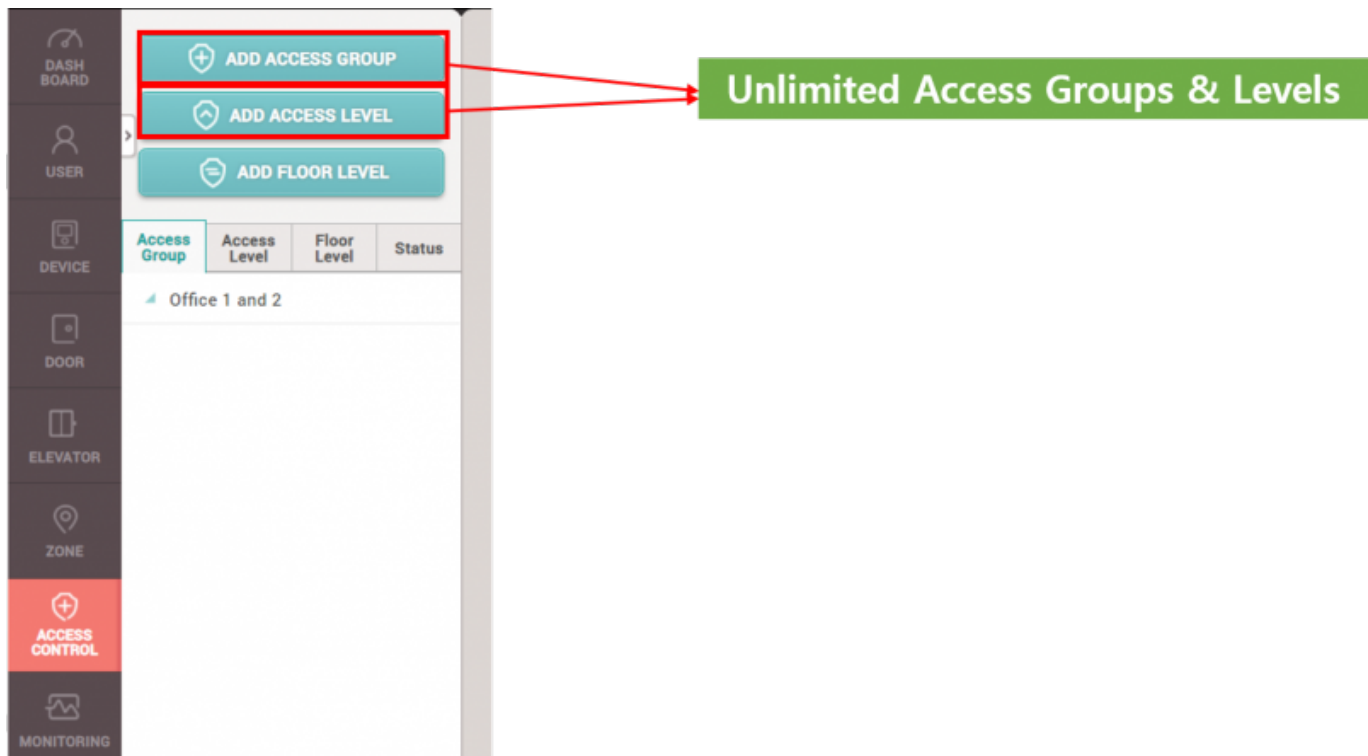 DASH
BOARD
USER
DEVICE
DOOR
ELEVATOR
ZONE
ACCESS
CONTROL
MONITORING
ADD ACCESS GROUP
ADD ACCESS LEVEL
ADD FLOOR LEVEL
Access
Group
Access
Level
Floor
Level
Status
Office 1 and 2
Unlimited Access Groups & Levels